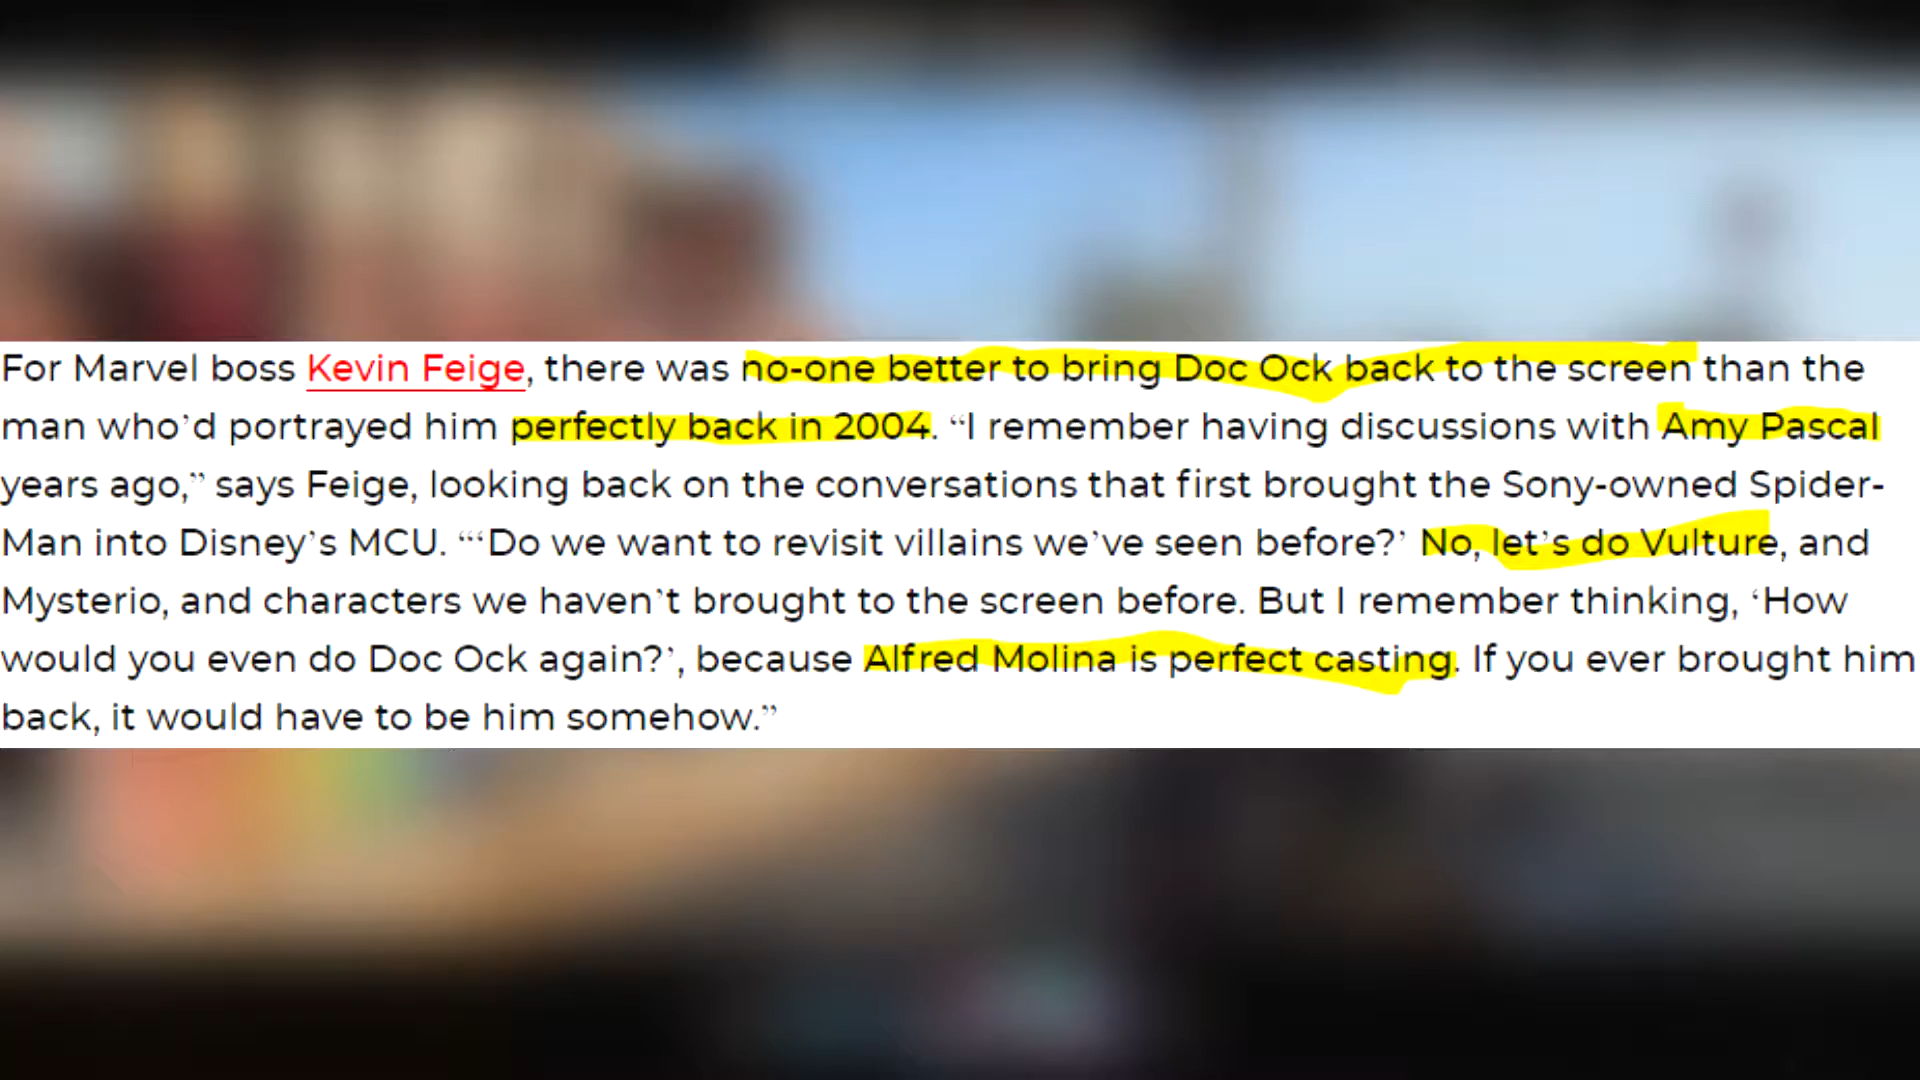 For Marvel boss Kevin Feige, there was no-one better to bring Doc Ock back to the screen than the
man who’d portrayed him perfectly back in 2004. “I remember having discussions with Amy Pascal
years ago,” says Feige, looking back on the conversations that first brought the Sony-owned Spider-
Man into Disney’s MCU. “‘Do we want to revisit villains we’ve seen before?’ No, let’s do Vulture, and
Mysterio, and characters we haven’t brought to the screen before. But I remember thinking, ‘How
would you even do Doc Ock again?’, because Alfred Molina is perfect casting. If you ever brought him
back, it would have to be him somehow.”